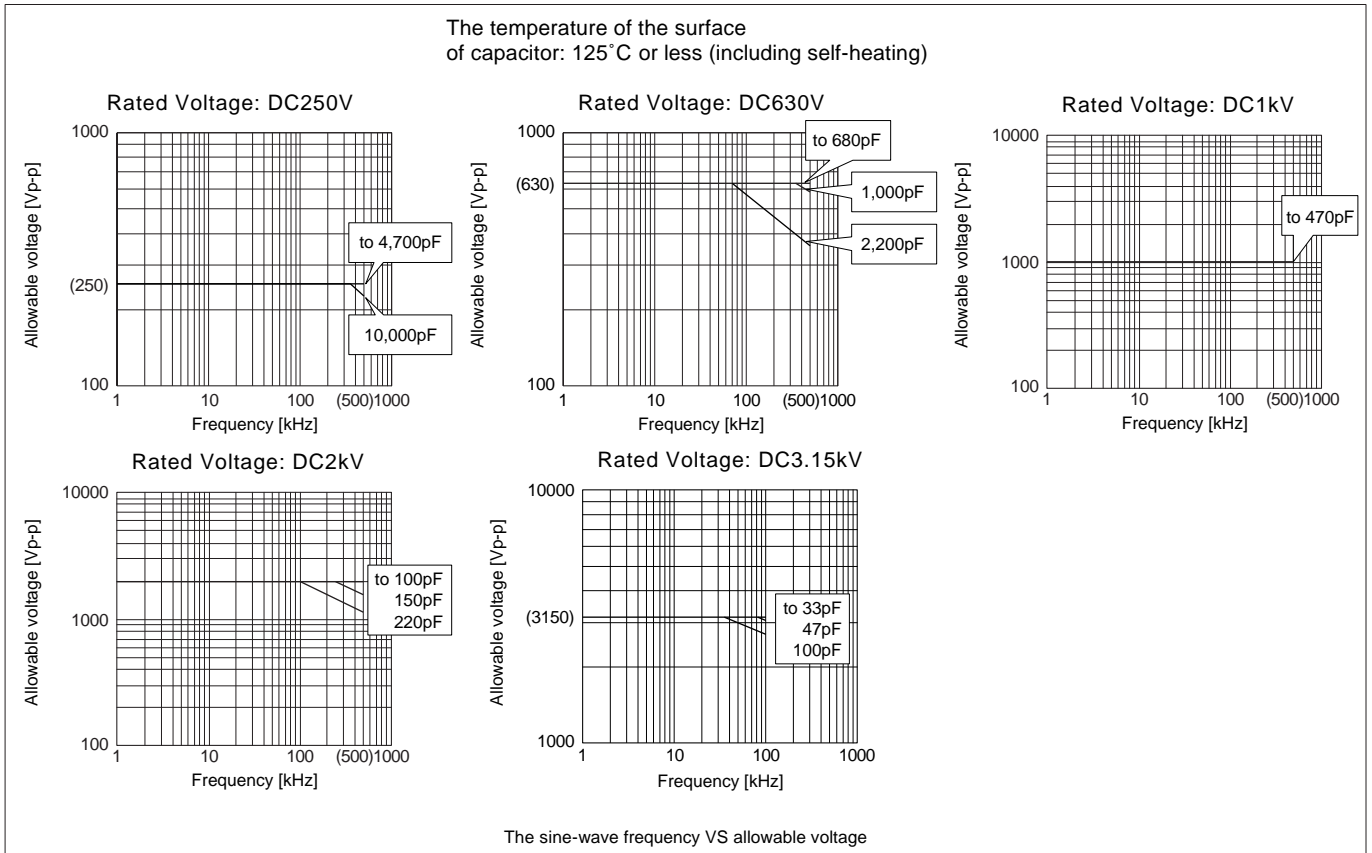 The temperature of the surface
of capacitor: 125˚C or less (including self-heating)
Rated Voltage: DC250V
Allowable voltage [Vp-p]
1000
(250)
100
to 4,700pF
10,000pF
1 10 100 (500)1000
Frequency [kHz]
Rated Voltage: DC630V
Allowable voltage [Vp-p]
1000
(630)
100
to 680pF
1,000pF
2,200pF
1 10 100 (500)1000
Frequency [kHz]
Rated Voltage: DC1kV
Allowable voltage [Vp-p]
10000
1000
100
to 470pF
1 10 100 (500)1000
Frequency [kHz]
Rated Voltage: DC2kV
Allowable voltage [Vp-p]
10000
1000
100
to 100pF
150pF
220pF
1 10 100 (500)1000
Frequency [kHz]
Rated Voltage: DC3.15kV
Allowable voltage [Vp-p]
10000
(3150)
1000
to 33pF
47pF
100pF
1 10 100 1000
Frequency [kHz]
The sine-wave frequency VS allowable voltage